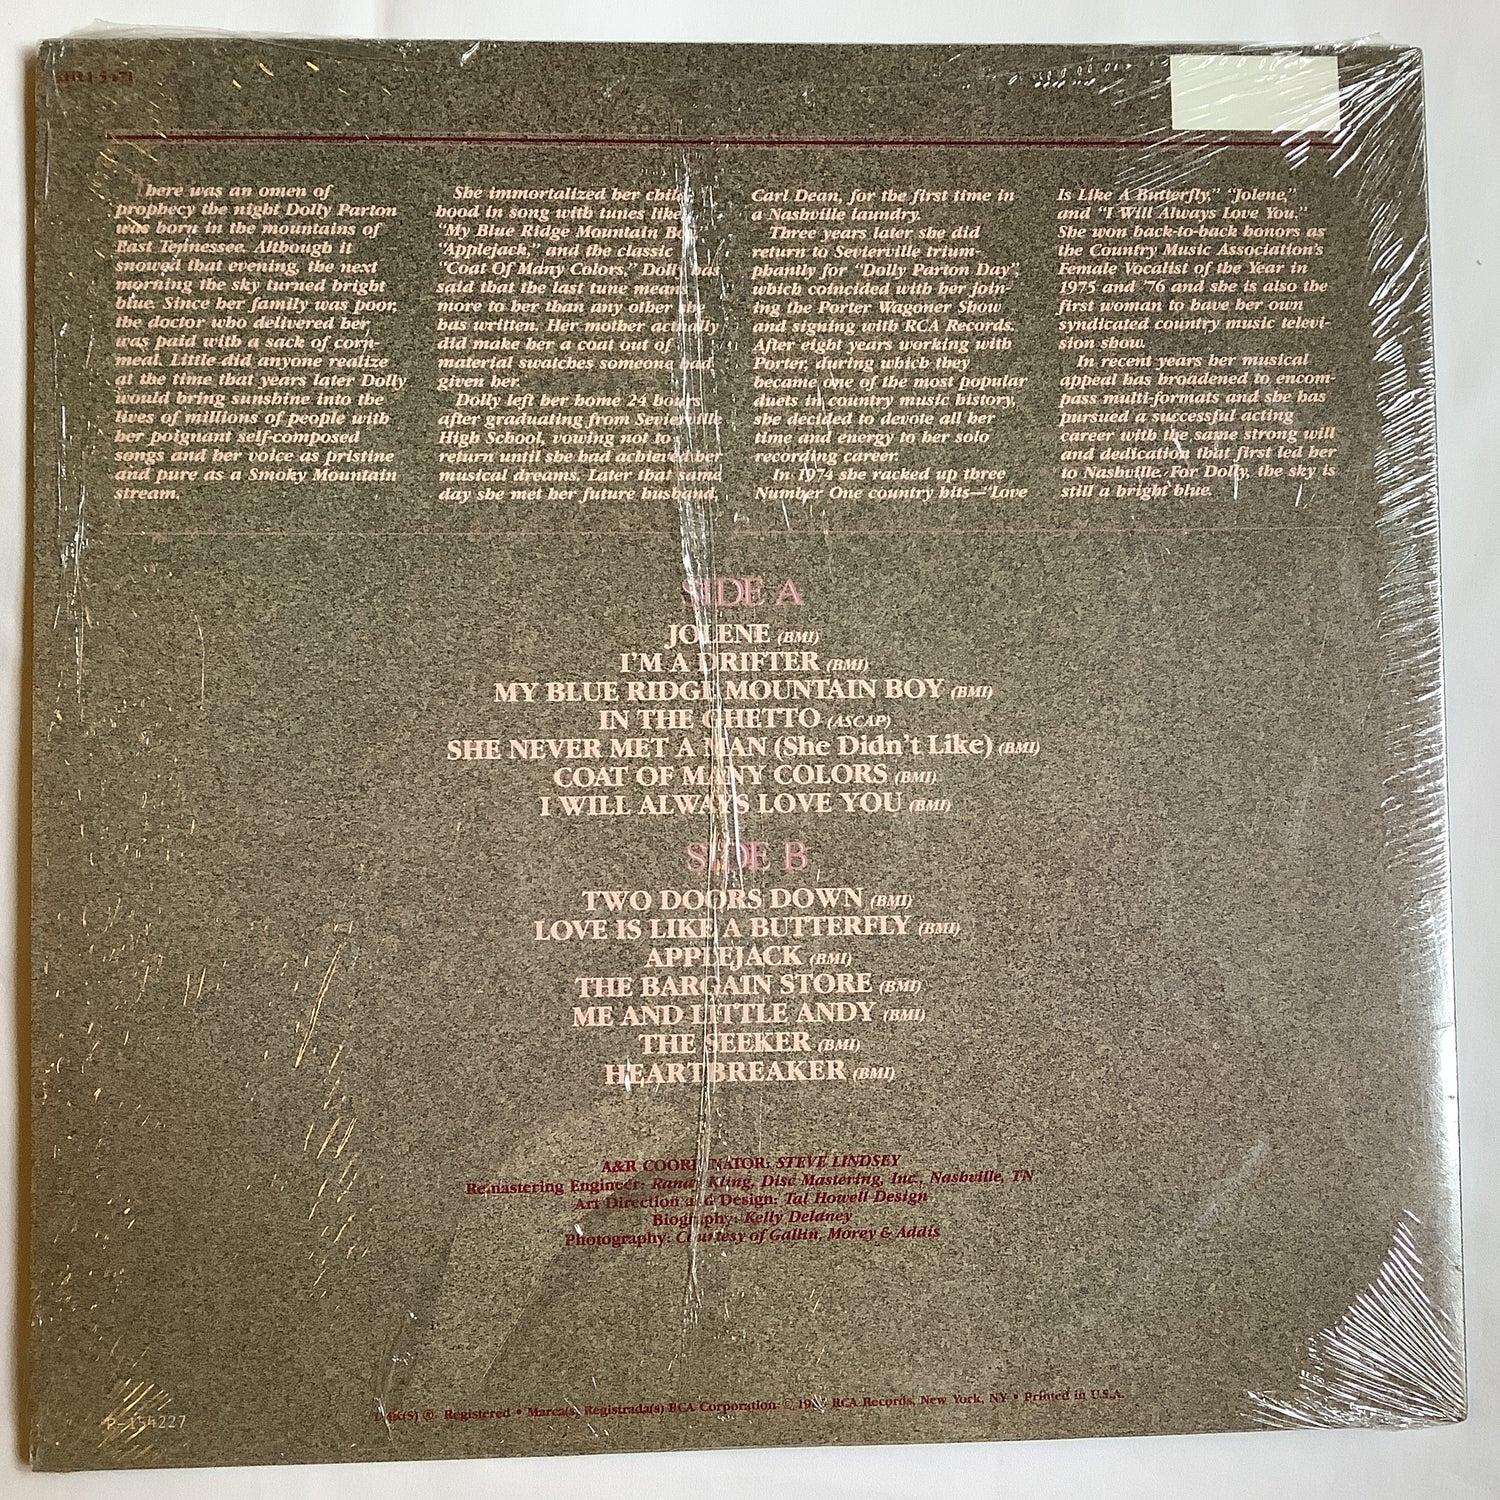 There was an omen of
prophecy the night Dolly Parton
was born in the mountains of
East Tennessee. Although it
snowed that evening, the next
morning the sky turned bright
blue. Since her family was poor,
the doctor who delivered her
was paid with a sack of corn-
meal. Little did anyone realize
at the time that years later Dolly
would bring sunshine into the
lives of millions of people with
her poignant self-composed
songs and her voice as pristine
and pure as a Smoky Mountain
stream.
She immortalized her child-
hood in song with tunes like
"My Blue Ridge Mountain Boy
"Applejack," and the classic
"Coat Of Many Colors." Dolly has
said that the last tune means
more to her than any other she
has written. Her mother actually
did make her a coat out of
material swatches someone had
given her.
Dolly left her home 24 hours
after graduating from Sevierville
High School, vowing not to
return until she had achieved her
musical dreams. Later that same
day she met her future husband,
Carl Dean, for the first time in
a Nashville laundry.
Three years later she did
return to Sevierville trium-
phantly for "Dolly Parton Day",
which coincided with her join-
ing the Porter Wagoner Show
and signing with RCA Records.
After eight years working with
Porter, during which they
became one of the most popular
duets in country music history,
she decided to devote all her
time and energy to her solo
recording career.
In 1974 she racked up three
Number One country hits—"Love
Is Like A Butterfly," "Jolene,"
and "I Will Always Love You."
She won back-to-back honors as
the Country Music Association's
Female Vocalist of the Year in
1975 and '76 and she is also the
first woman to have her own
syndicated country music televi-
sion show.
In recent years her musical
appeal has broadened to encom-
pass multi-formats and she has
pursued a successful acting
career with the same strong will
and dedication that first led her
to Nashville. For Dolly, the sky is
still a bright blue.
SIDE A
JOLENE (BMI)
I'M A DRIFTER (BMI)
MY BLUE RIDGE MOUNTAIN BOY (BMI)
IN THE GHETTO (ASCAP)
SHE NEVER MET A MAN (She Didn't Like) (BMI)
COAT OF MANY COLORS (BMI)
I WILL ALWAYS LOVE YOU (BMI)
SIDE B
TWO DOORS DOWN (BMI)
LOVE IS LIKE A BUTTERFLY (BMI)
APPLEJACK (BMI)
THE BARGAIN STORE (BMI)
ME AND LITTLE ANDY (BMI)
THE SEEKER (BMI)
HEARTBREAKER (BMI)
A&R COORDINATOR: STEVE LINDSEY
Remastering Engineer: Randy Kling, Disc Mastering, Inc., Nashville, TN
Art Direction and Design: Tal Howell Design
Biography: Kelly Delaney
Photography: Courtesy of Gallin, Morey & Addis
® Registered • Marca(s) Registrada(s) RCA Corporation © RCA Records, New York, NY • Printed in U.S.A.
P-154227